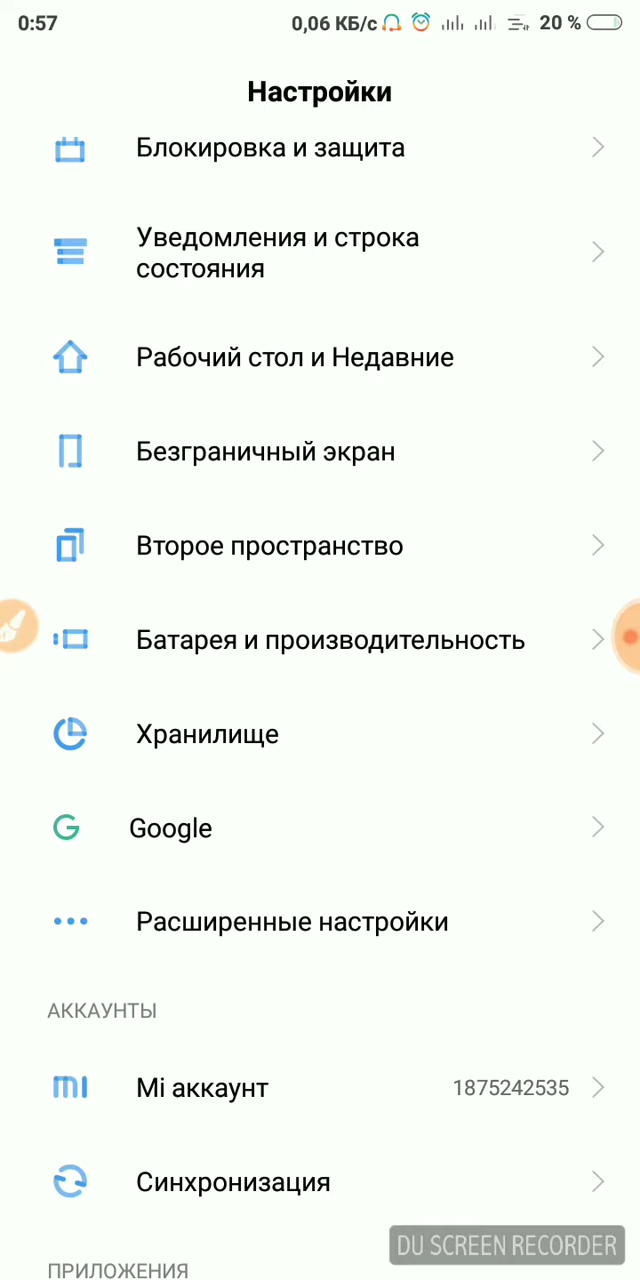 0:57 0,06 КБ/с 20 %
Настройки
Блокировка и защита
Уведомления и строка
состояния
Рабочий стол и Недавние
Безграничный экран
Второе пространство
Батарея и производительность
Хранилище
Google
Расширенные настройки
АККАУНТЫ
Mi аккаунт 1875242535
Синхронизация
DU SCREEN RECORDER
ПРИЛОЖЕНИЯ